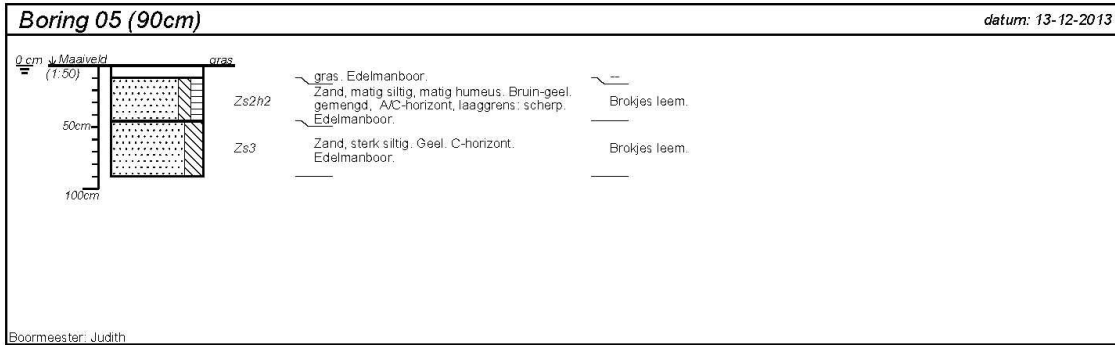 Boring 05 (90cm)
datum: 13-12-2013
0 cm ↓ Maaiveld
gras
(1:50)
gras. Edelmanboor.
--
Zs2h2
Zand, matig siltig, matig humeus. Bruin-geel.
gemengd, A/C-horizont, laaggrens: scherp.
Edelmanboor.
Brokjes leem.
50cm
Zs3
Zand, sterk siltig. Geel. C-horizont.
Edelmanboor.
Brokjes leem.
100cm
Boormeester: Judith